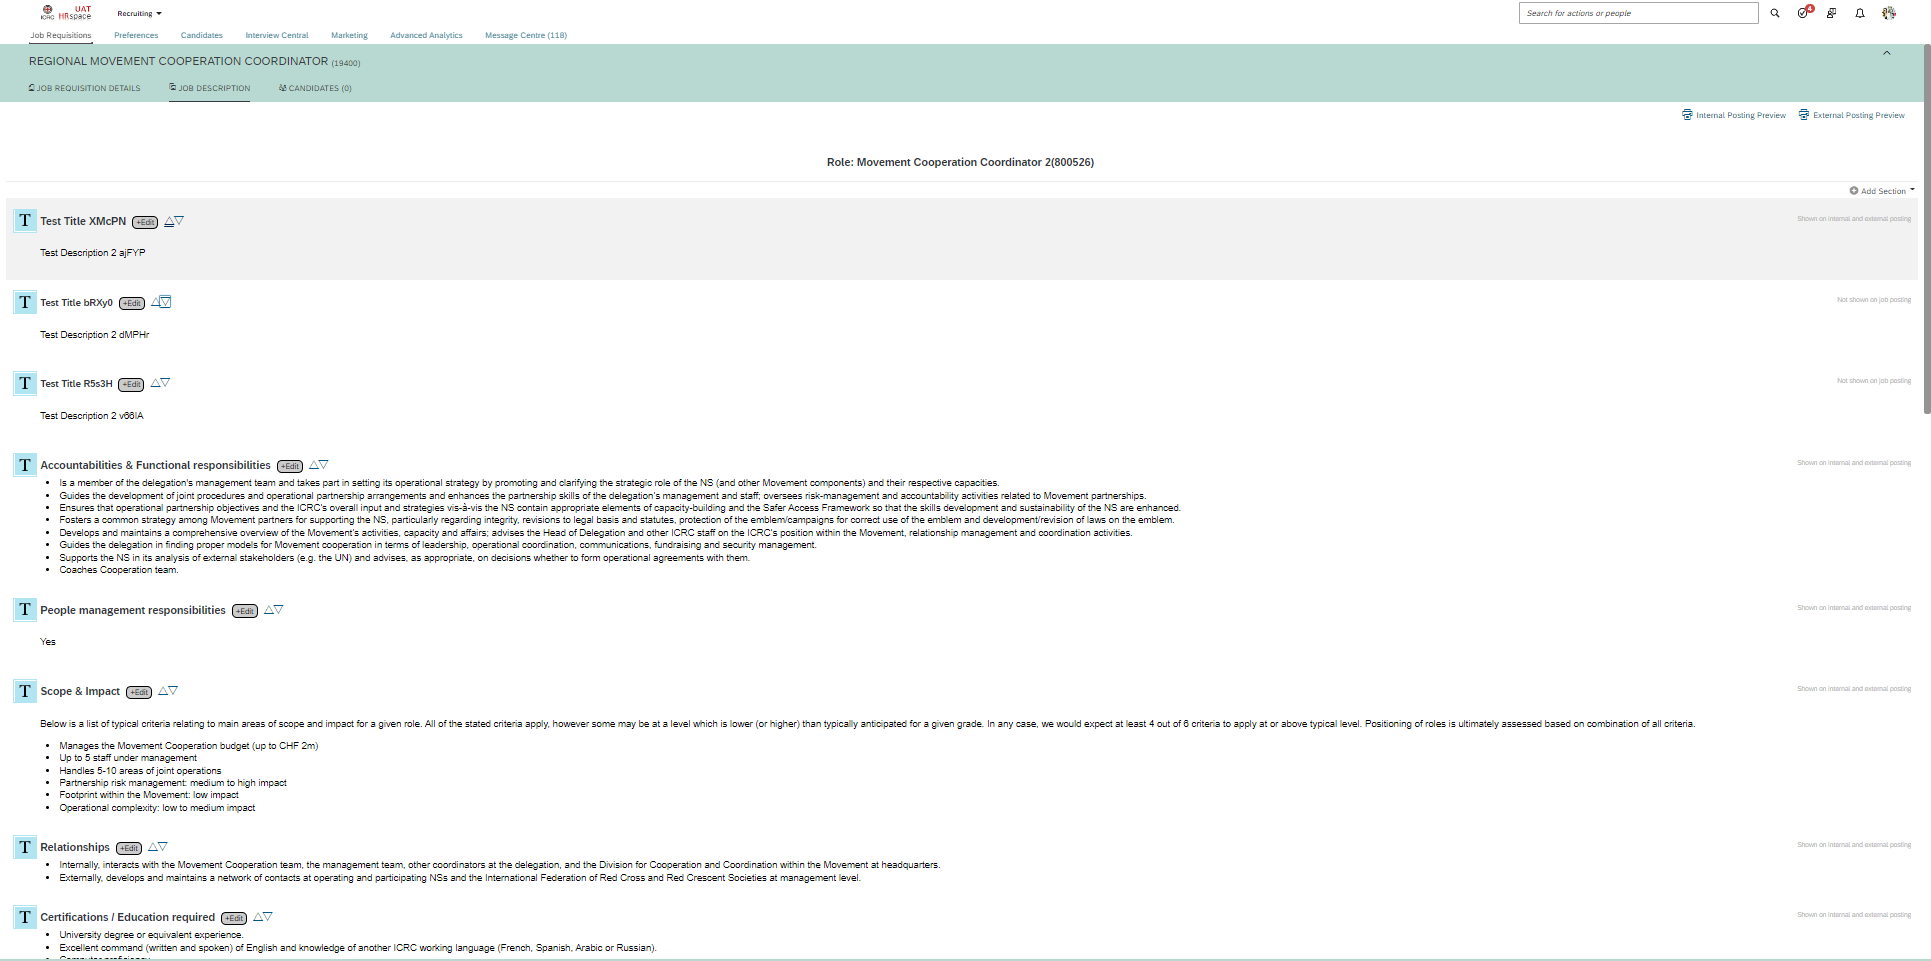 ICRC
UAT
HRspace
Recruiting
Search for actions or people
4
Job Requisitions
Preferences
Candidates
Interview Central
Marketing
Advanced Analytics
Message Centre (118)
REGIONAL MOVEMENT COOPERATION COORDINATOR (19400)
JOB REQUISITION DETAILS
JOB DESCRIPTION
CANDIDATES (0)
Internal Posting Preview
External Posting Preview
Role: Movement Cooperation Coordinator 2(800526)
Add Section
T Test Title XMcPN +Edit
Shown on internal and external posting
Test Description 2 ajFYP
T Test Title bRXy0 +Edit
Not shown on job posting
Test Description 2 dMPHr
T Test Title R5s3H +Edit
Not shown on job posting
Test Description 2 v66IA
T Accountabilities & Functional responsibilities +Edit
Shown on internal and external posting
• Is a member of the delegation's management team and takes part in setting its operational strategy by promoting and clarifying the strategic role of the NS (and other Movement components) and their respective capacities.
• Guides the development of joint procedures and operational partnership arrangements and enhances the partnership skills of the delegation's management and staff; oversees risk-management and accountability activities related to Movement partnerships.
• Ensures that operational partnership objectives and the ICRC's overall input and strategies vis-à-vis the NS contain appropriate elements of capacity-building and the Safer Access Framework so that the skills development and sustainability of the NS are enhanced.
• Fosters a common strategy among Movement partners for supporting the NS, particularly regarding integrity, revisions to legal basis and statutes, protection of the emblem/campaigns for correct use of the emblem and development/revision of laws on the emblem.
• Develops and maintains a comprehensive overview of the Movement's activities, capacity and affairs; advises the Head of Delegation and other ICRC staff on the ICRC's position within the Movement, relationship management and coordination activities.
• Guides the delegation in finding proper models for Movement cooperation in terms of leadership, operational coordination, communications, fundraising and security management.
• Supports the NS in its analysis of external stakeholders (e.g. the UN) and advises, as appropriate, on decisions whether to form operational agreements with them.
• Coaches Cooperation team.
T People management responsibilities +Edit
Shown on internal and external posting
Yes
T Scope & Impact +Edit
Shown on internal and external posting
Below is a list of typical criteria relating to main areas of scope and impact for a given role. All of the stated criteria apply, however some may be at a level which is lower (or higher) than typically anticipated for a given grade. In any case, we would expect at least 4 out of 6 criteria to apply at or above typical level. Positioning of roles is ultimately assessed based on combination of all criteria.
• Manages the Movement Cooperation budget (up to CHF 2m)
• Up to 5 staff under management
• Handles 5-10 areas of joint operations
• Partnership risk management: medium to high impact
• Footprint within the Movement: low impact
• Operational complexity: low to medium impact
T Relationships +Edit
Shown on internal and external posting
• Internally, interacts with the Movement Cooperation team, the management team, other coordinators at the delegation, and the Division for Cooperation and Coordination within the Movement at headquarters.
• Externally, develops and maintains a network of contacts at operating and participating NSs and the International Federation of Red Cross and Red Crescent Societies at management level.
T Certifications / Education required +Edit
Shown on internal and external posting
• University degree or equivalent experience.
• Excellent command (written and spoken) of English and knowledge of another ICRC working language (French, Spanish, Arabic or Russian).